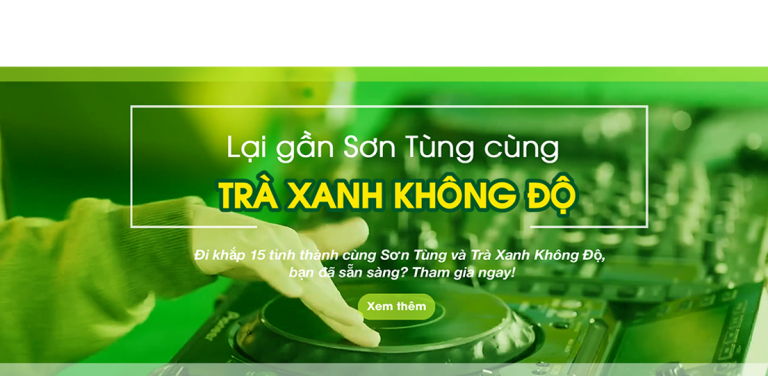 Lại gần Sơn Tùng cùng
TRÀ XANH KHÔNG ĐỘ
Đi khắp 15 tỉnh thành cùng Sơn Tùng và Trà Xanh Không Độ,
bạn đã sẵn sàng? Tham gia ngay!
Xem thêm
Pioneer